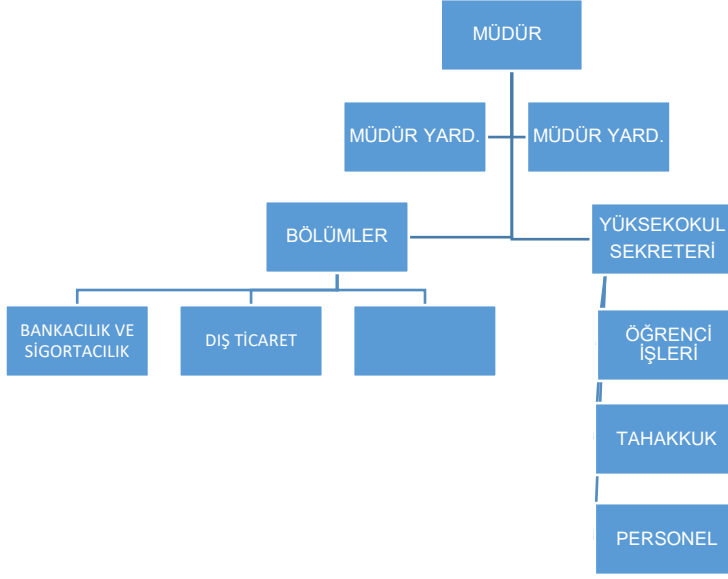 MÜDÜR
MÜDÜR YARD.
MÜDÜR YARD.
BÖLÜMLER
YÜKSEKOKUL
SEKRETERİ
BANKACILIK VE
SİGORTACILIK
DIŞ TİCARET
ÖĞRENCİ
İŞLERİ
TAHAKKUK
PERSONEL